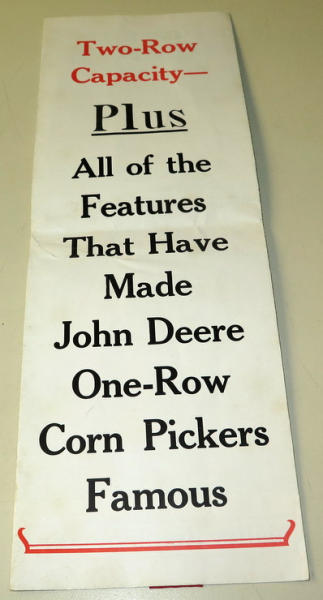 Two-Row
Capacity—
Plus
All of the
Features
That Have
Made
John Deere
One-Row
Corn Pickers
Famous